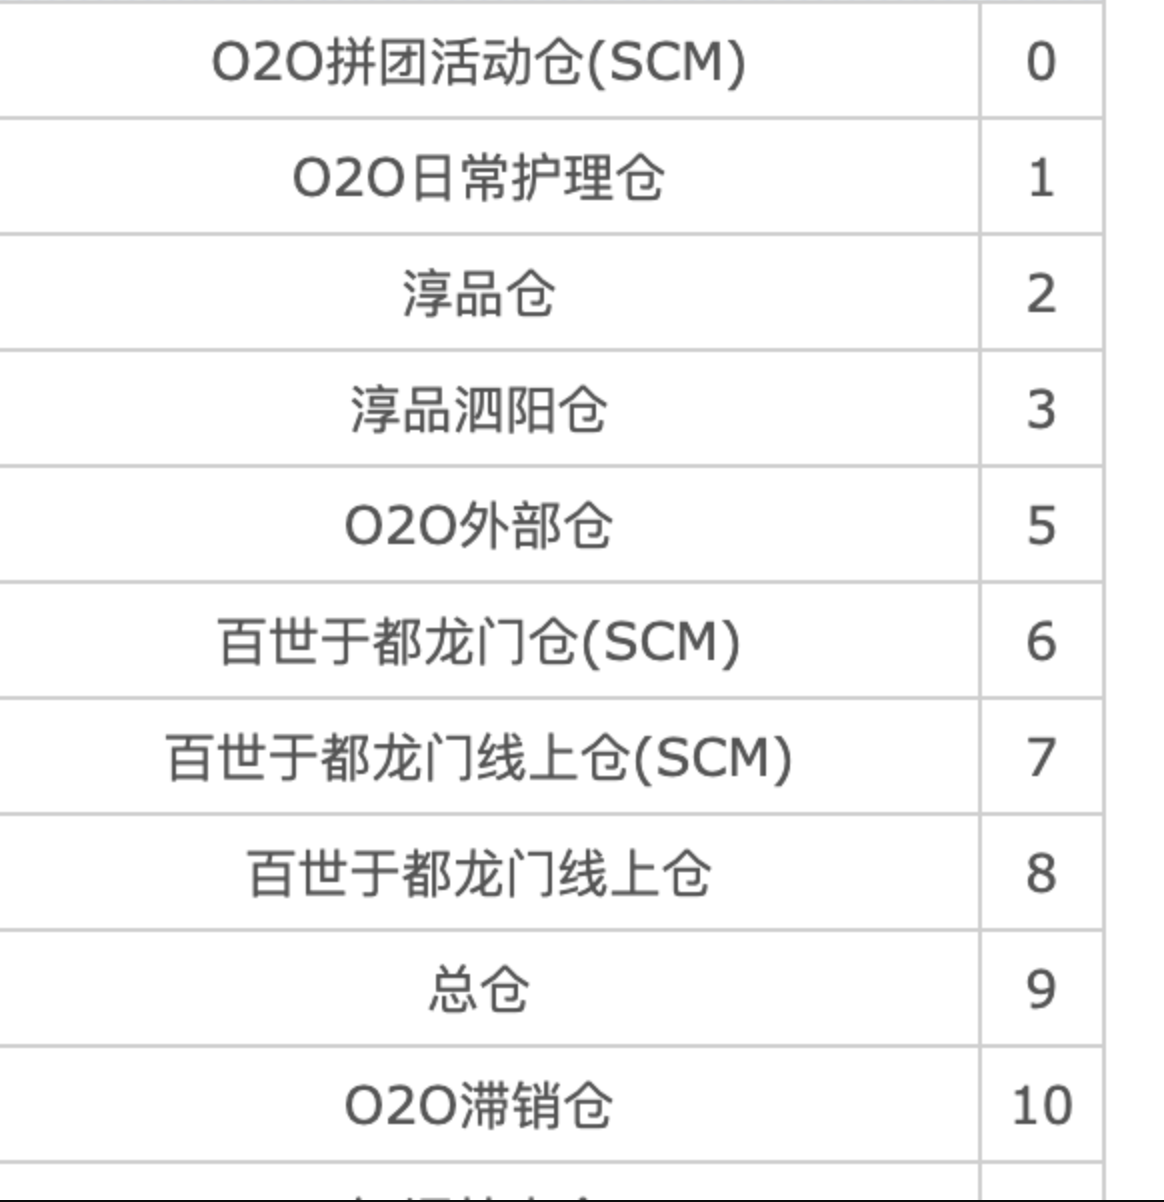 O2O拼团活动仓(SCM) 0
O2O日常护理仓 1
淳品仓 2
淳品泗阳仓 3
O2O外部仓 5
百世于都龙门仓(SCM) 6
百世于都龙门线上仓(SCM) 7
百世于都龙门线上仓 8
总仓 9
O2O滞销仓 10